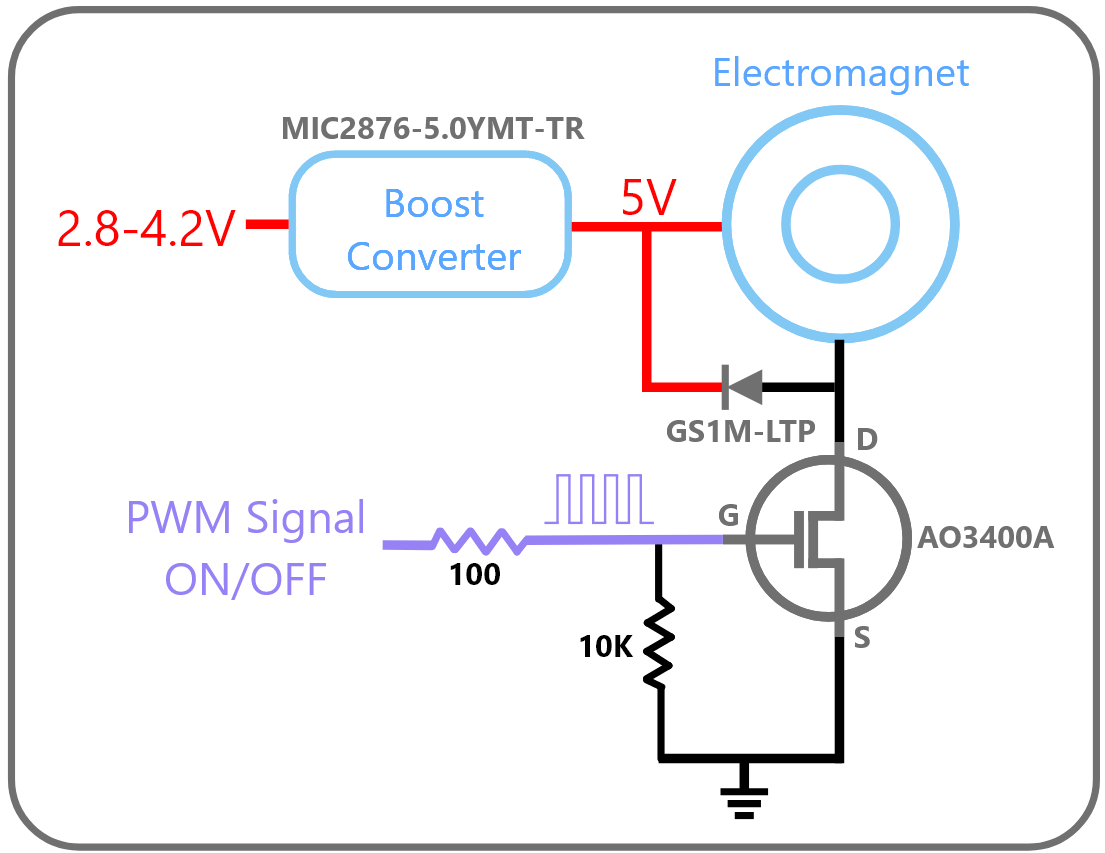 Electromagnet
MIC2876-5.0YMT-TR
Boost
Converter
2.8-4.2V
5V
GS1M-LTP
D
PWM Signal
ON/OFF
100
G
AO3400A
10K
S